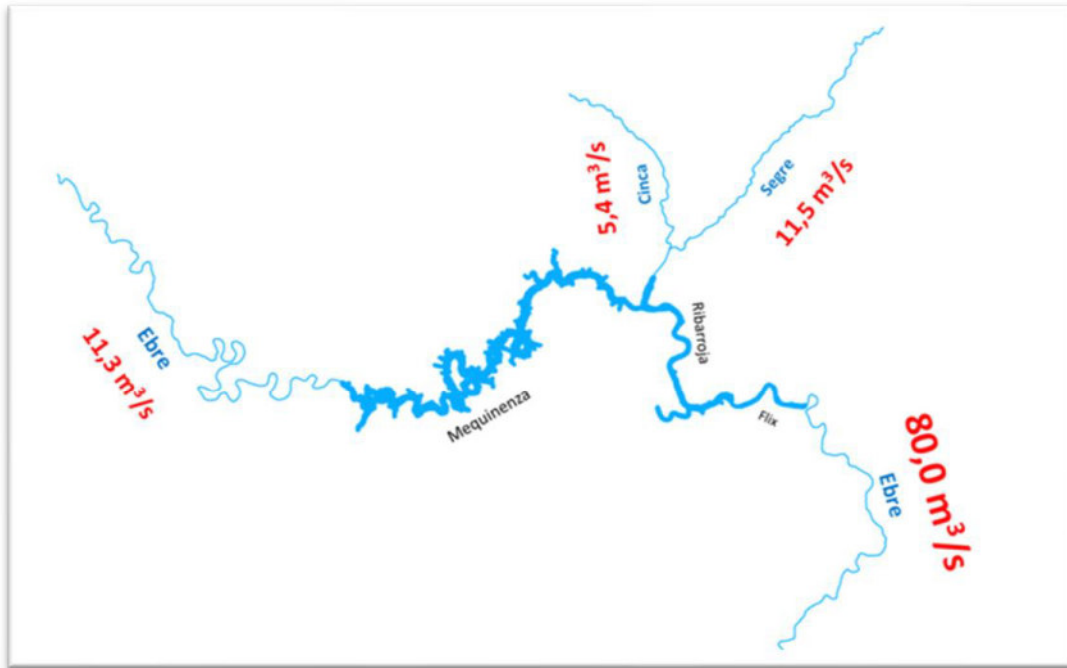 Cinca
5,4 m³/s
Segre
11,5 m³/s
Ebre
11,3 m³/s
Mequinenza
Ribarroja
Flix
Ebre
80,0 m³/s